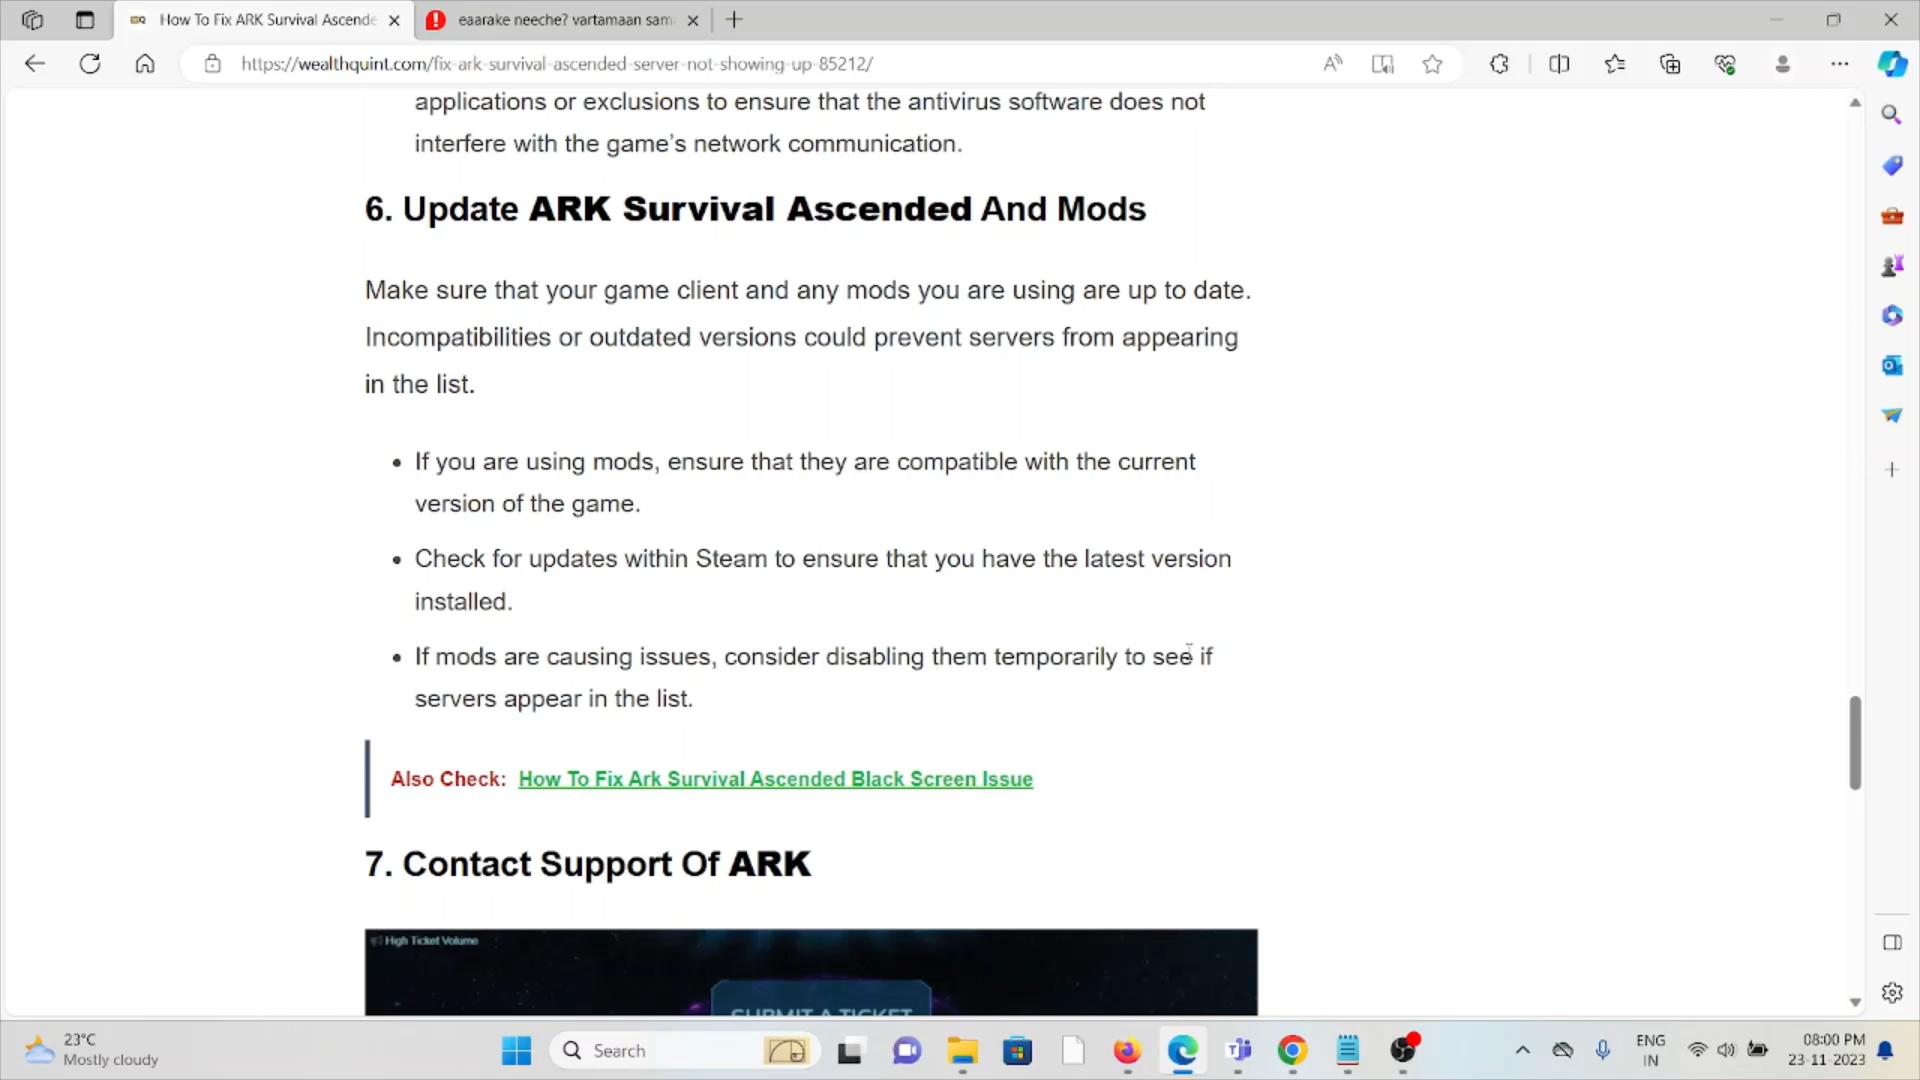 How To Fix ARK Survival Ascende
eaarake neeche? vartamaan sam
https://wealthquint.com/fix-ark-survival-ascended-server-not-showing-up-85212/
applications or exclusions to ensure that the antivirus software does not
interfere with the game’s network communication.
6. Update ARK Survival Ascended And Mods
Make sure that your game client and any mods you are using are up to date.
Incompatibilities or outdated versions could prevent servers from appearing
in the list.
If you are using mods, ensure that they are compatible with the current
version of the game.
Check for updates within Steam to ensure that you have the latest version
installed.
If mods are causing issues, consider disabling them temporarily to see if
servers appear in the list.
Also Check: How To Fix Ark Survival Ascended Black Screen Issue
7. Contact Support Of ARK
High Ticket Volume
SUBMIT A TICKET
23°C
Mostly cloudy
Search
ENG
IN
08:00 PM
23-11-2023